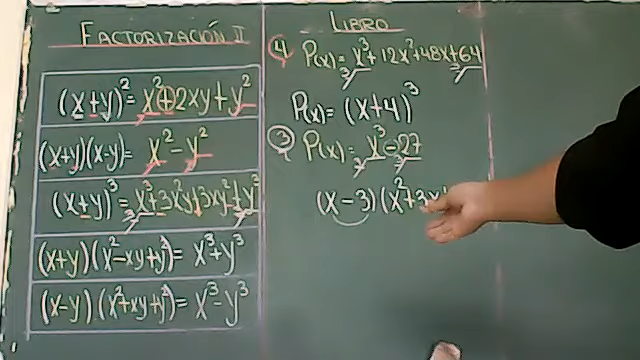 FACTORIZACIÓN II
(x+y)² = x²+2xy+y²
(x+y)(x-y)= x²-y²
(x+y)³ = x³+3x²y+3xy²+y³
(x+y)(x²-xy+y²)= x³+y³
(x-y)(x²+xy+y²)= x³-y³
LIBRO
4 P(x)= x³+12x²+48x+64
P(x)= (x+4)³
3 P(x)= x³-27
(x-3)(x²+3x